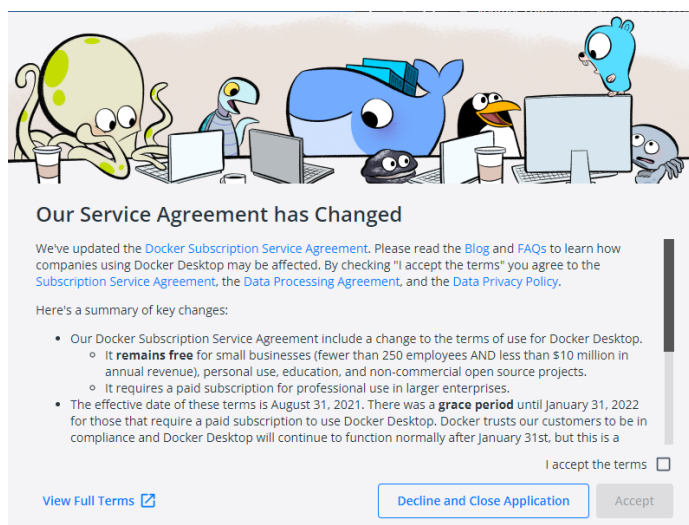 Our Service Agreement has Changed
We've updated the Docker Subscription Service Agreement. Please read the Blog and FAQs to learn how
companies using Docker Desktop may be affected. By checking "I accept the terms" you agree to the
Subscription Service Agreement, the Data Processing Agreement, and the Data Privacy Policy.
Here's a summary of key changes:
• Our Docker Subscription Service Agreement include a change to the terms of use for Docker Desktop.
◦ It remains free for small businesses (fewer than 250 employees AND less than $10 million in
annual revenue), personal use, education, and non-commercial open source projects.
◦ It requires a paid subscription for professional use in larger enterprises.
• The effective date of these terms is August 31, 2021. There was a grace period until January 31, 2022
for those that require a paid subscription to use Docker Desktop. Docker trusts our customers to be in
compliance and Docker Desktop will continue to function normally after January 31st, but this is a
I accept the terms
View Full Terms
Decline and Close Application
Accept